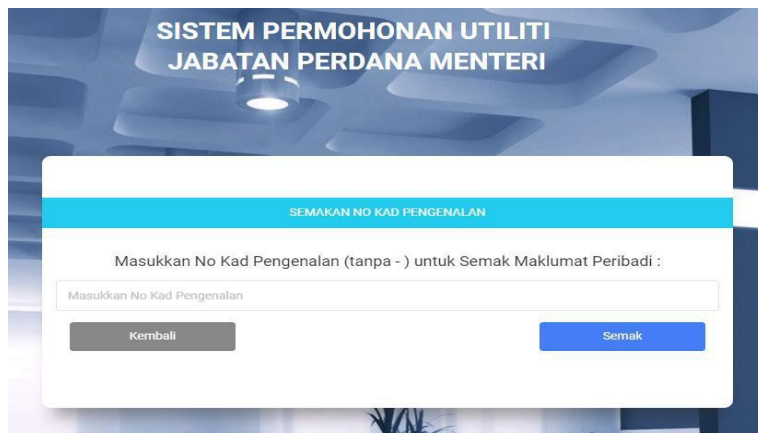 SISTEM PERMOHONAN UTILITI
JABATAN PERDANA MENTERI
SEMAKAN NO KAD PENGENALAN
Masukkan No Kad Pengenalan (tanpa - ) untuk Semak Maklumat Peribadi :
Masukkan No Kad Pengenalan
Kembali Semak